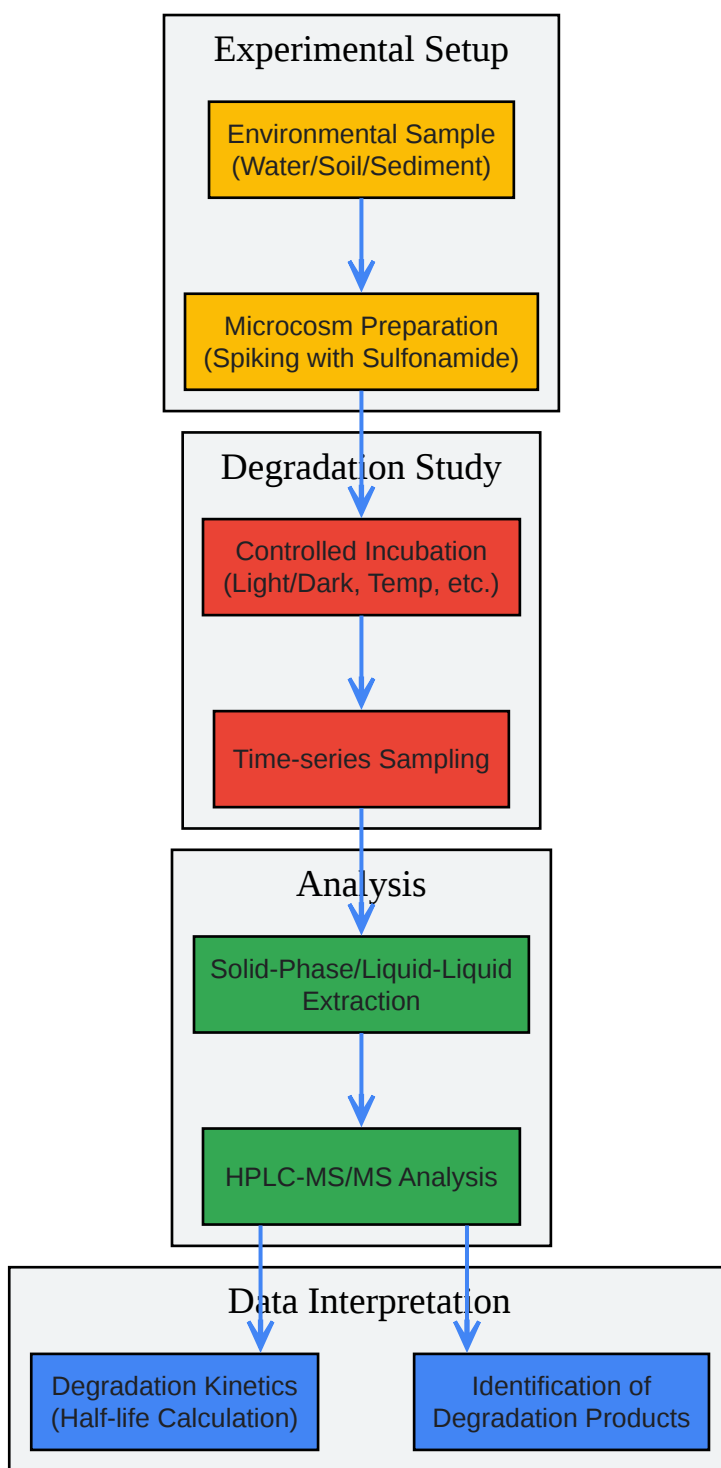 Experimental Setup
Environmental Sample
(Water/Soil/Sediment)
Microcosm Preparation
(Spiking with Sulfonamide)
Degradation Study
Controlled Incubation
(Light/Dark, Temp, etc.)
Time-series Sampling
Analysis
Solid-Phase/Liquid-Liquid
Extraction
HPLC-MS/MS Analysis
Data Interpretation
Degradation Kinetics
(Half-life Calculation)
Identification of
Degradation Products